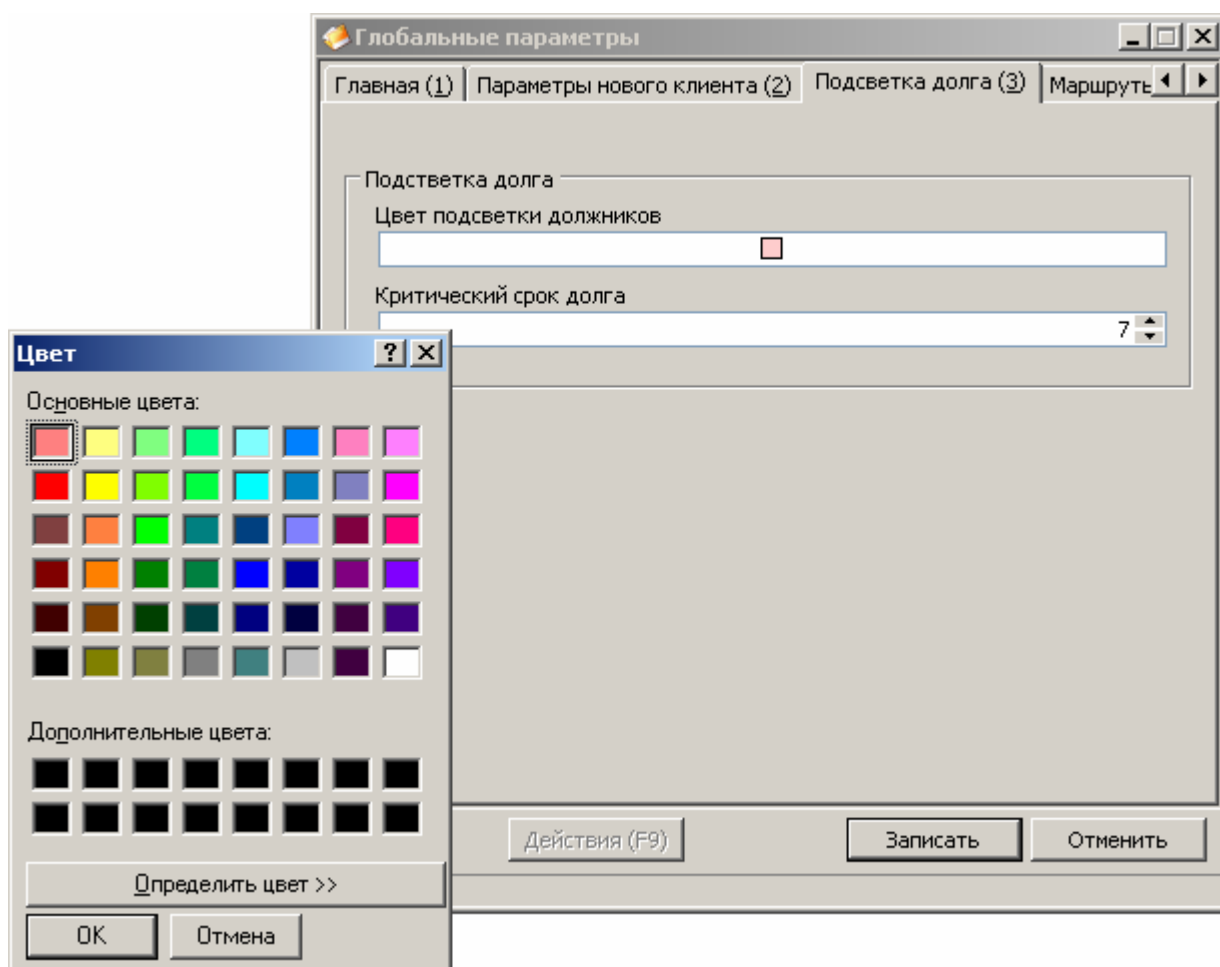 Глобальные параметры
Главная (1) Параметры нового клиента (2) Подсветка долга (3) Маршруть
Подстветка долга
Цвет подсветки должников
Критический срок долга
7
Цвет
Основные цвета:
Дополнительные цвета:
Определить цвет >>
OK Отмена
Действия (F9) Записать Отменить